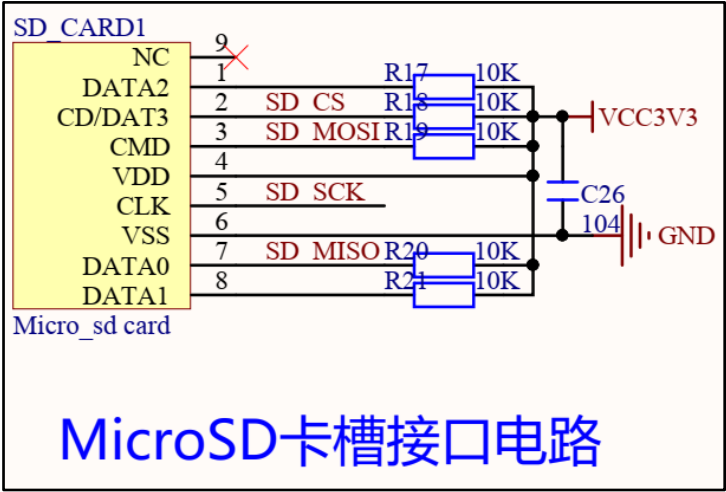 SD_CARD1
NC 9
DATA2 1 R17 10K
CD/DAT3 2 SD_CS R18 10K VCC3V3
CMD 3 SD_MOSI R19 10K
VDD 4
CLK 5 SD_SCK C26
VSS 6 104 GND
DATA0 7 SD_MISO R20 10K
DATA1 8 R21 10K
Micro_sd card
MicroSD卡槽接口电路